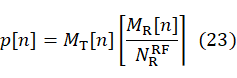 p[n] = M_T[n] [ M_R[n] / N_R^RF ] (23)